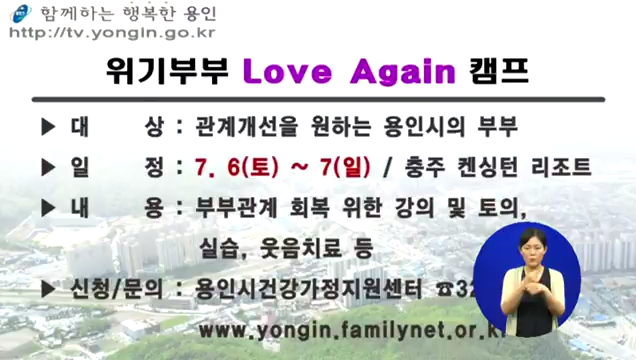 함께하는 행복한 용인
http://tv.yongin.go.kr
위기부부 Love Again 캠프
▶ 대 상 : 관계개선을 원하는 용인시의 부부
▶ 일 정 : 7. 6(토) ~ 7(일) / 충주 켄싱턴 리조트
▶ 내 용 : 부부관계 회복 위한 강의 및 토의,
실습, 웃음치료 등
▶ 신청/문의 : 용인시건강가정지원센터 ☎32
www.yongin.familynet.or.k